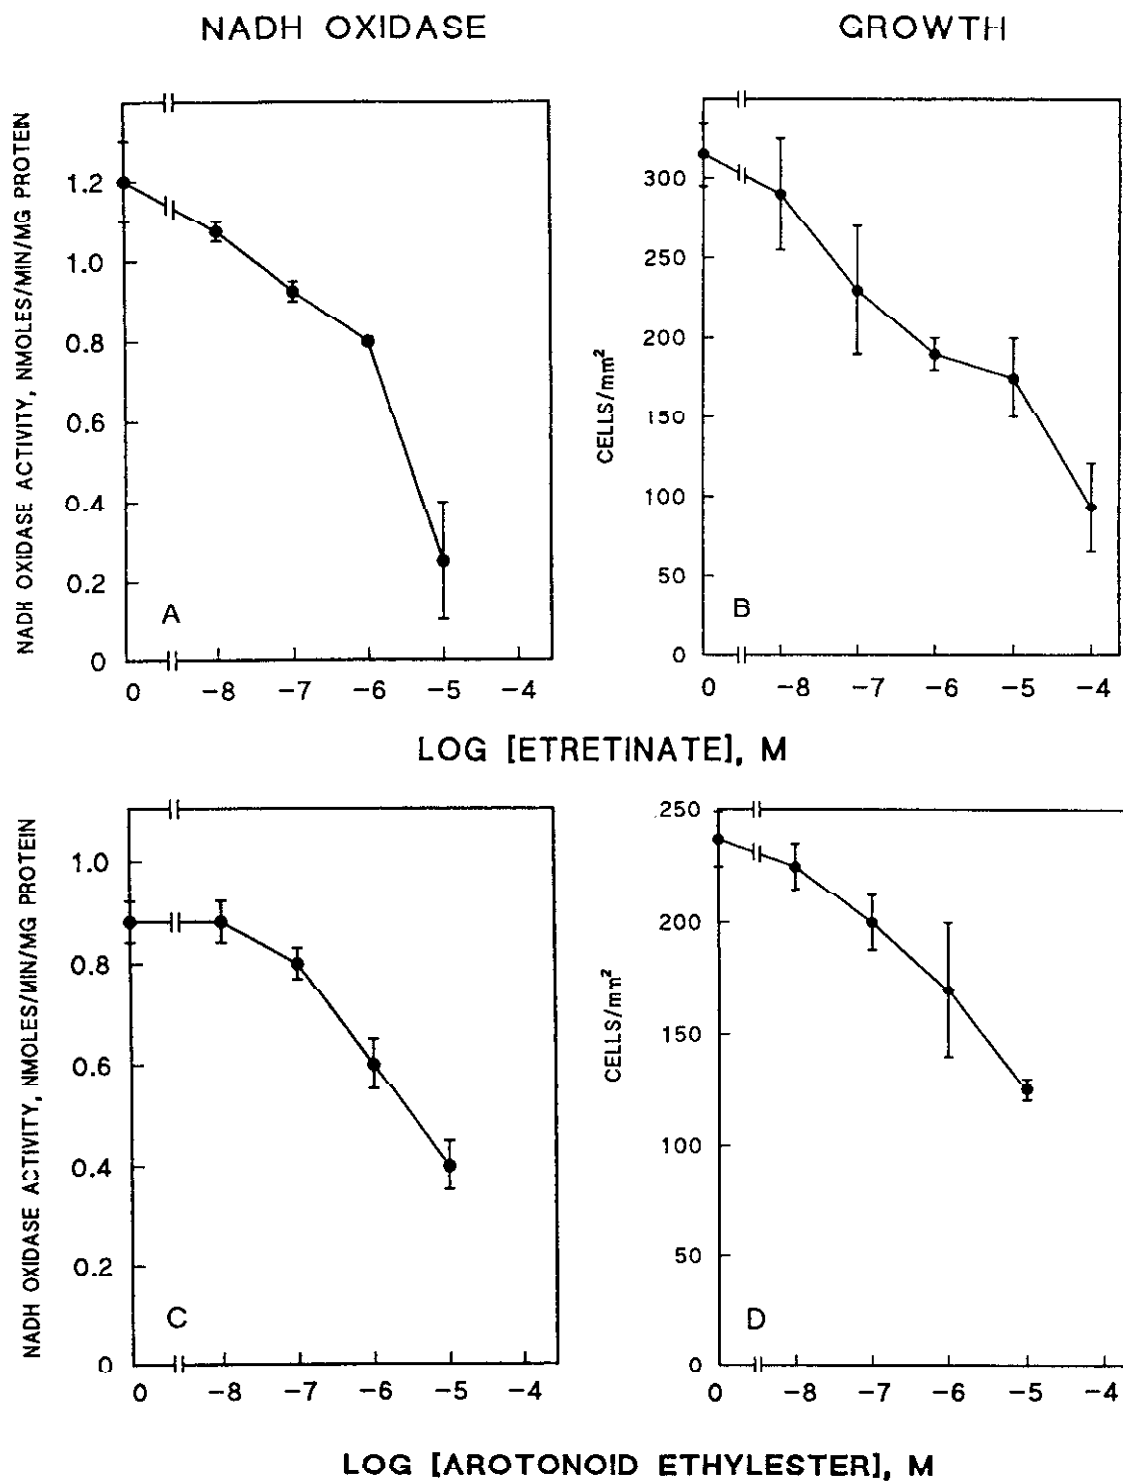 NADH OXIDASE
GROWTH
NADH OXIDASE ACTIVITY, NMOLES/MIN/MG PROTEIN
1.2
1.0
0.8
0.6
0.4
0.2
0
A
0 -8 -7 -6 -5 -4
CELLS/mm²
300
250
200
150
100
50
0
B
0 -8 -7 -6 -5 -4
LOG [ETRETINATE], M
NADH OXIDASE ACTIVITY, NMOLES/MIN/MG PROTEIN
1.0
0.8
0.6
0.4
0.2
0
C
0 -8 -7 -6 -5 -4
CELLS/mm²
250
200
150
100
50
0
D
0 -8 -7 -6 -5 -4
LOG [AROTONOID ETHYLESTER], M